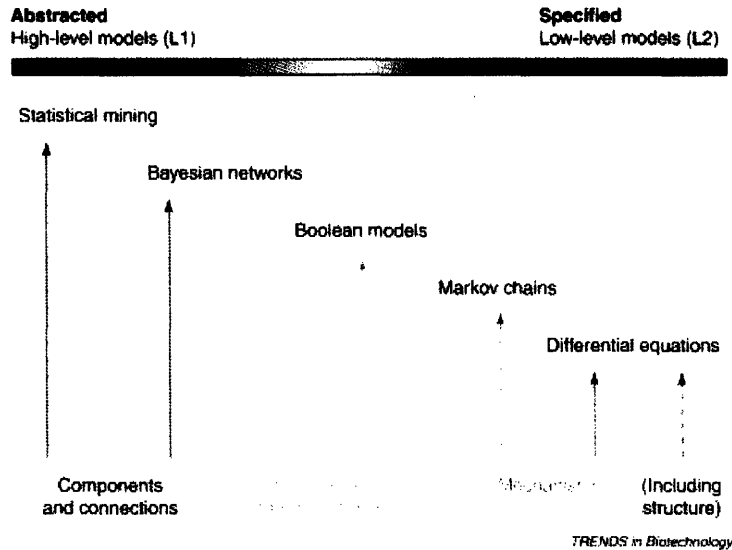 Abstracted
High-level models (L1)
Specified
Low-level models (L2)
Statistical mining
Bayesian networks
Boolean models
Markov chains
Differential equations
Components
and connections
(Including
structure)
TRENDS in Biotechnology